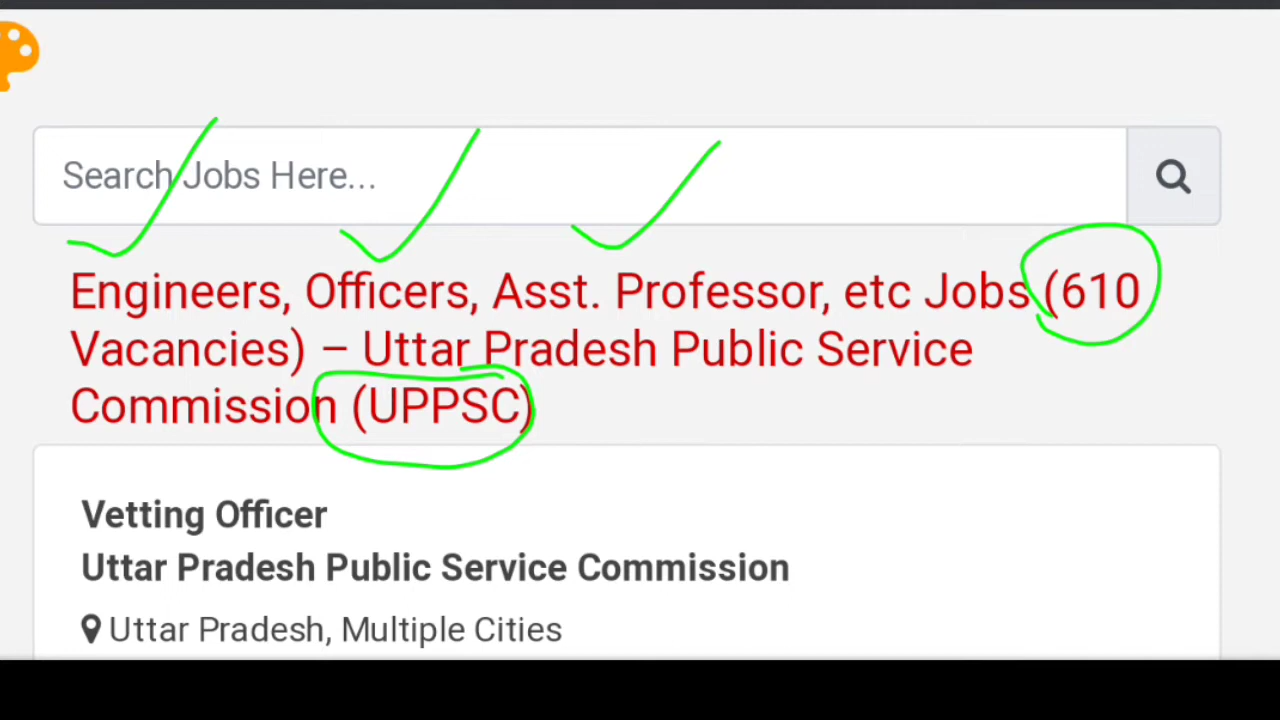 Search Jobs Here...
Engineers, Officers, Asst. Professor, etc Jobs (610
Vacancies) – Uttar Pradesh Public Service
Commission (UPPSC)
Vetting Officer
Uttar Pradesh Public Service Commission
Uttar Pradesh, Multiple Cities